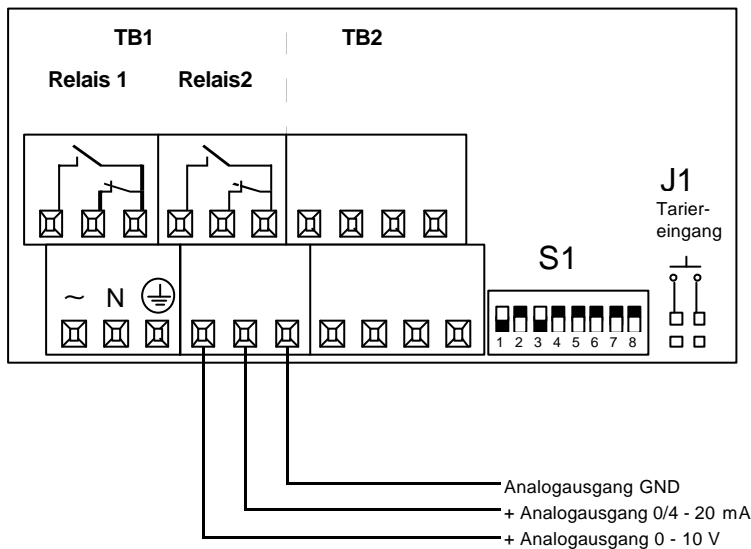 TB1 TB2
Relais 1 Relais2
J1
Tarier-
eingang
S1
~ N
1 2 3 4 5 6 7 8
Analogausgang GND
+ Analogausgang 0/4 - 20 mA
+ Analogausgang 0 - 10 V